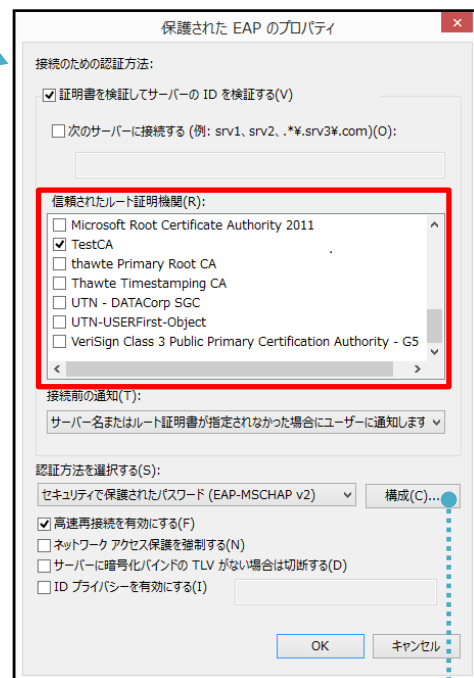 保護された EAP のプロパティ
接続のための認証方法:
証明書を検証してサーバーの ID を検証する(V)
次のサーバーに接続する (例: srv1、srv2、.*¥.srv3¥.com)(O):
信頼されたルート証明機関(R):
Microsoft Root Certificate Authority 2011
TestCA
thawte Primary Root CA
Thawte Timestamping CA
UTN - DATACorp SGC
UTN-USERFirst-Object
VeriSign Class 3 Public Primary Certification Authority - G5
接続前の通知(T):
サーバー名またはルート証明書が指定されなかった場合にユーザーに通知します
認証方法を選択する(S):
セキュリティで保護されたパスワード (EAP-MSCHAP v2)
構成(C)...
高速再接続を有効にする(F)
ネットワーク アクセス保護を強制する(N)
サーバーに暗号化バインドの TLV がない場合は切断する(D)
ID プライバシーを有効にする(I)
OK
キャンセル